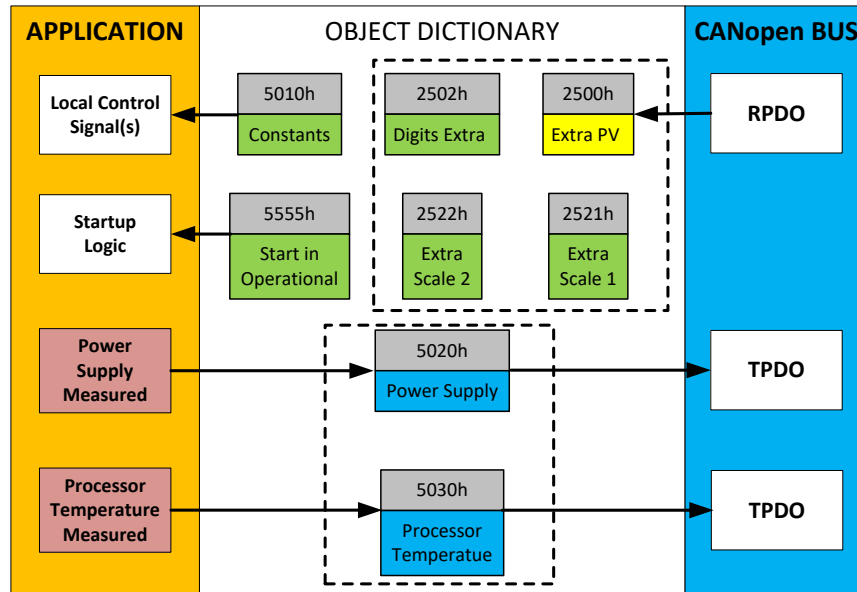 APPLICATION
OBJECT DICTIONARY
CANopen BUS
Local Control
Signal(s)
5010h
Constants
2502h
Digits Extra
2500h
Extra PV
RPDO
Startup
Logic
5555h
Start in
Operational
2522h
Extra
Scale 2
2521h
Extra
Scale 1
Power
Supply
Measured
5020h
Power Supply
TPDO
Processor
Temperature
Measured
5030h
Processor
Temperatue
TPDO